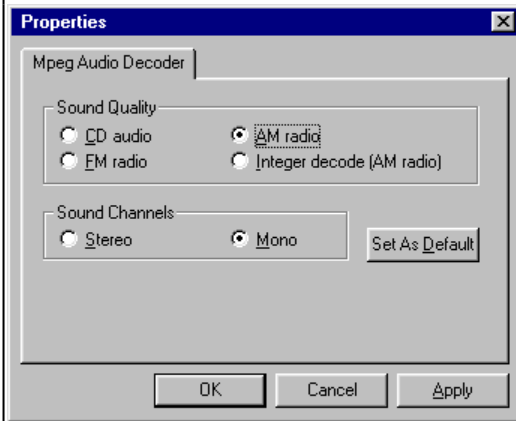 Properties
Mpeg Audio Decoder
Sound Quality
CD audio
AM radio
FM radio
Integer decode (AM radio)
Sound Channels
Stereo
Mono
Set As Default
OK
Cancel
Apply